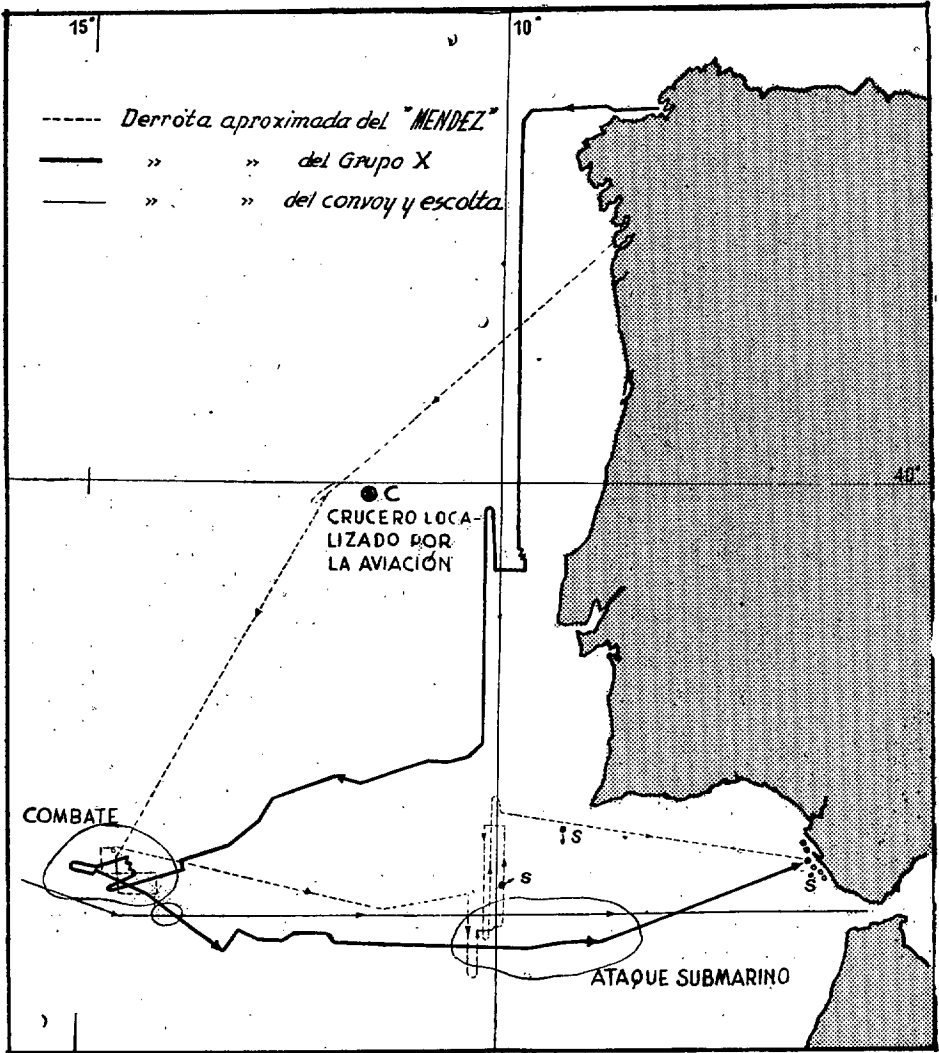 15°
10°
Derrota aproximada del "MENDEZ"
" " del Grupo X
" " del convoy y escolta
40°
C
CRUCERO LOCA-
LIZADO POR
LA AVIACIÓN
COMBATE
S
S
S
ATAQUE SUBMARINO